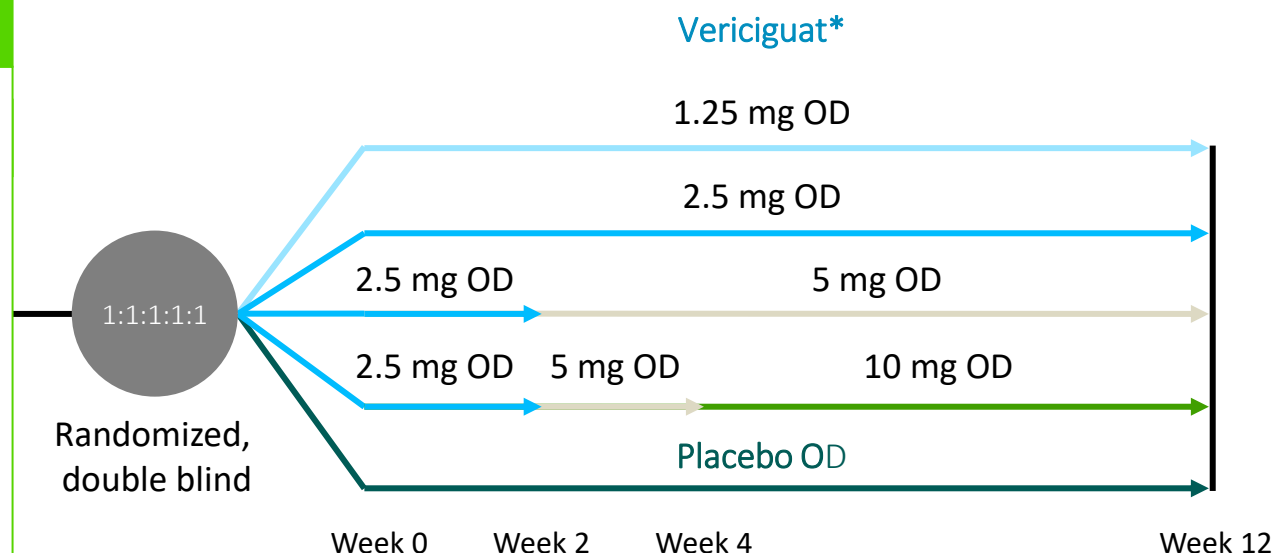 Vericiguat*
1.25 mg OD
2.5 mg OD
2.5 mg OD 5 mg OD
1:1:1:1:1
2.5 mg OD 5 mg OD 10 mg OD
Randomized,
double blind
Placebo OD
Week 0 Week 2 Week 4 Week 12